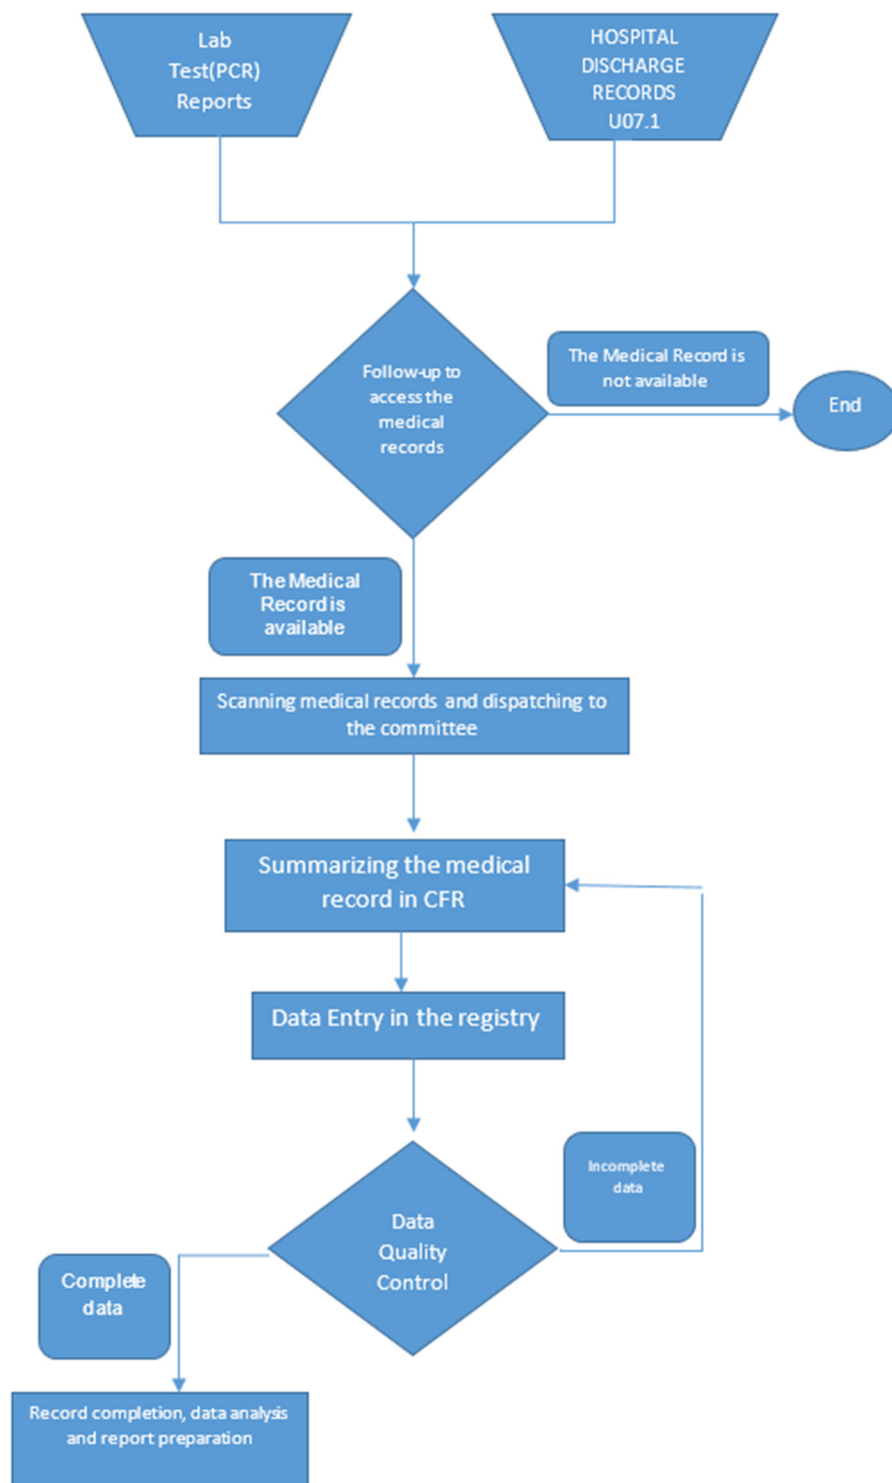 Lab
Test(PCR)
Reports
HOSPITAL
DISCHARGE
RECORDS
U07.1
Follow-up to
access the
medical
records
The Medical Record is
not available
End
The Medical
Record is
available
Scanning medical records and dispatching to
the committee
Summarizing the medical
record in CFR
Data Entry in the registry
Data
Quality
Control
Incomplete
data
Complete
data
Record completion, data analysis
and report preparation